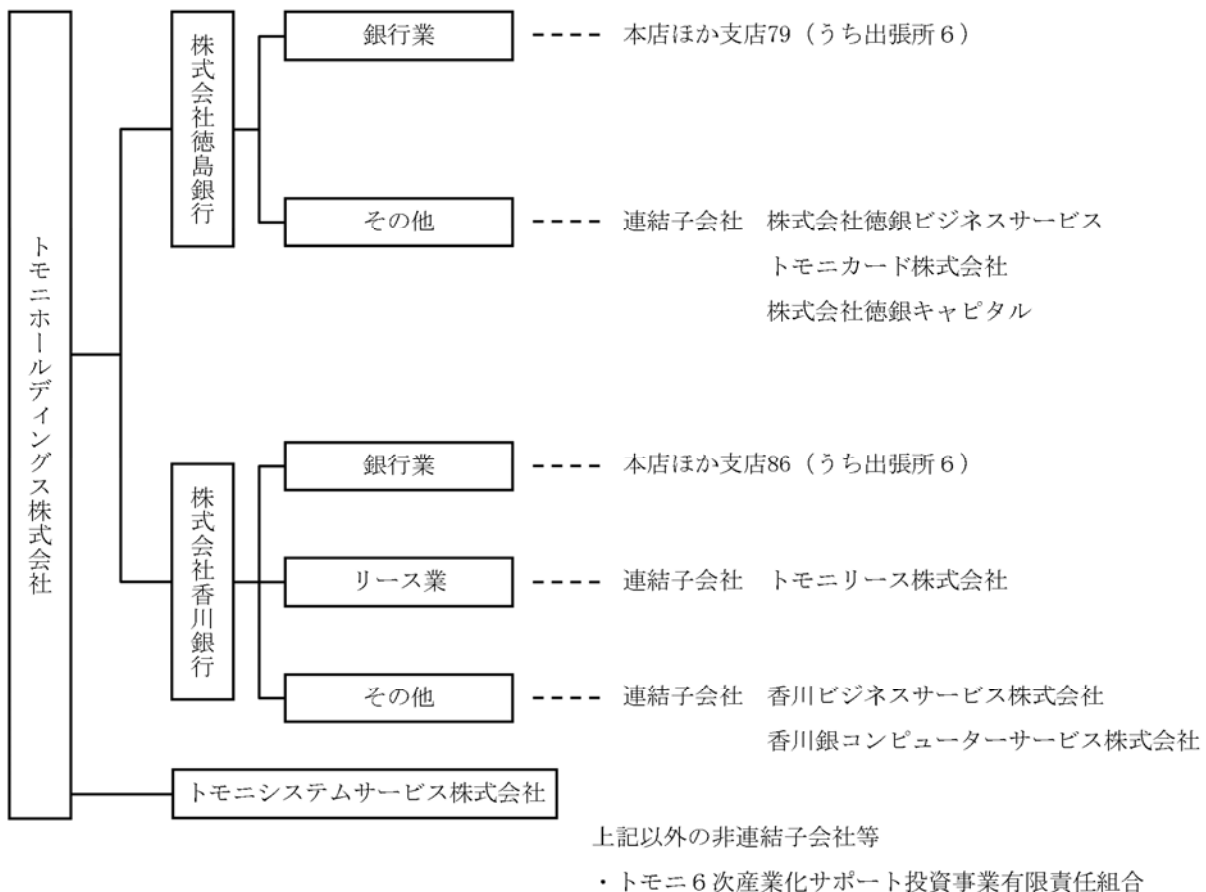 トモニホールディングス株式会社
株式会社徳島銀行
銀行業
本店ほか支店79（うち出張所６）
その他
連結子会社　株式会社徳銀ビジネスサービス
トモニカード株式会社
株式会社徳銀キャピタル
株式会社香川銀行
銀行業
本店ほか支店86（うち出張所６）
リース業
連結子会社　トモニリース株式会社
その他
連結子会社　香川ビジネスサービス株式会社
香川銀コンピューターサービス株式会社
トモニシステムサービス株式会社
上記以外の非連結子会社等
・トモニ６次産業化サポート投資事業有限責任組合